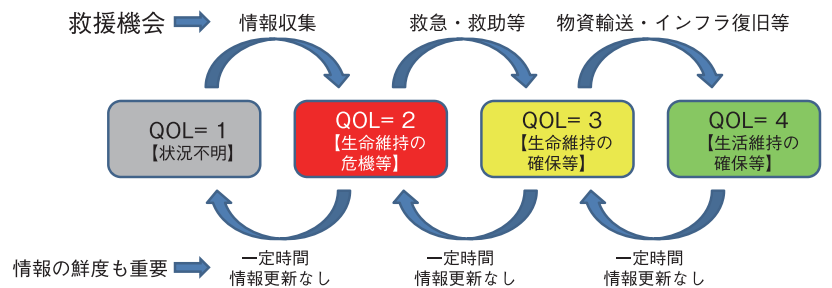 救援機会
情報収集
救急・救助等
物資輸送・インフラ復旧等
QOL= 1
【状況不明】
QOL= 2
【生命維持の
危機等】
QOL= 3
【生命維持の
確保等】
QOL= 4
【生活維持の
確保等】
情報の鮮度も重要
一定時間
情報更新なし
一定時間
情報更新なし
一定時間
情報更新なし